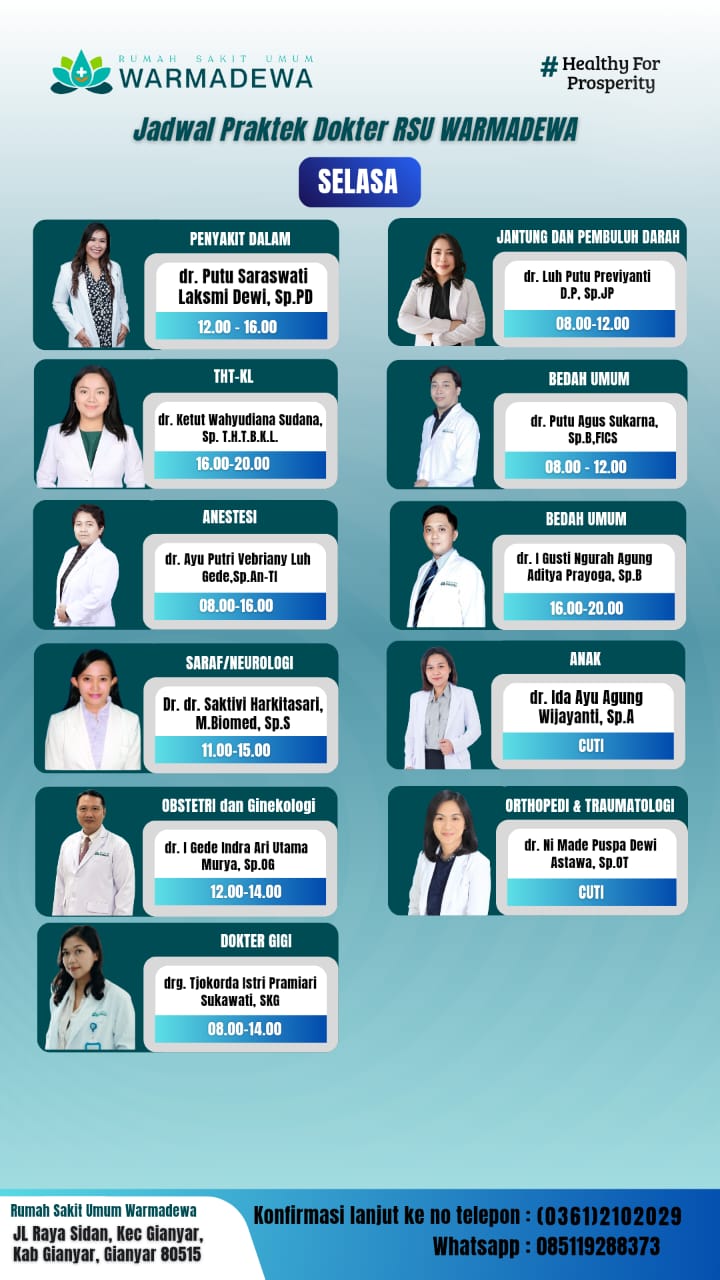 RUMAH SAKIT UMUM
WARMADEWA
# Healthy For
Prosperity
Jadwal Praktek Dokter RSU WARMADEWA
SELASA
PENYAKIT DALAM
dr. Putu Saraswati
Laksmi Dewi, Sp.PD
12.00 - 16.00
JANTUNG DAN PEMBULUH DARAH
dr. Luh Putu Previyanti
D.P, Sp.JP
08.00-12.00
THT-KL
dr. Ketut Wahyudiana Sudana,
Sp. T.H.T.B.K.L.
16.00-20.00
BEDAH UMUM
dr. Putu Agus Sukarna,
Sp.B,FICS
08.00 - 12.00
ANESTESI
dr. Ayu Putri Vebriany Luh
Gede,Sp.An-TI
08.00-16.00
BEDAH UMUM
dr. I Gusti Ngurah Agung
Aditya Prayoga, Sp.B
16.00-20.00
SARAF/NEUROLOGI
Dr. dr. Saktivi Harkitasari,
M.Biomed, Sp.S
11.00-15.00
ANAK
dr. Ida Ayu Agung
Wijayanti, Sp.A
CUTI
OBSTETRI dan Ginekologi
dr. I Gede Indra Ari Utama
Murya, Sp.OG
12.00-14.00
ORTHOPEDI & TRAUMATOLOGI
dr. Ni Made Puspa Dewi
Astawa, Sp.OT
CUTI
DOKTER GIGI
drg. Tjokorda Istri Pramiari
Sukawati, SKG
08.00-14.00
Rumah Sakit Umum Warmadewa
JL Raya Sidan, Kec Gianyar,
Kab Gianyar, Gianyar 80515
Konfirmasi lanjut ke no telepon : (0361)2102029
Whatsapp : 085119288373